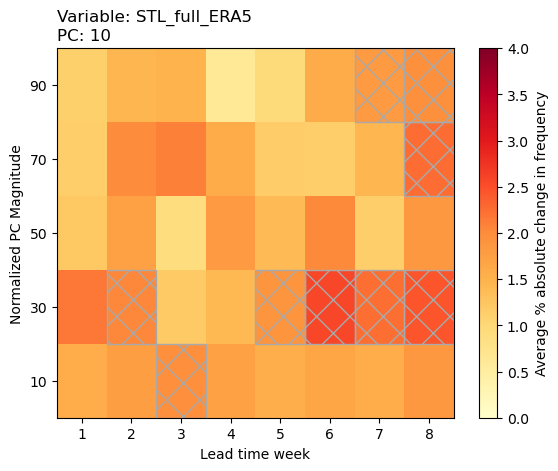 Variable: STL_full_ERA5
PC: 10
Normalized PC Magnitude
90
70
50
30
10
1 2 3 4 5 6 7 8
Lead time week
4.0
3.5
3.0
2.5
2.0
1.5
1.0
0.5
0.0
Average % absolute change in frequency